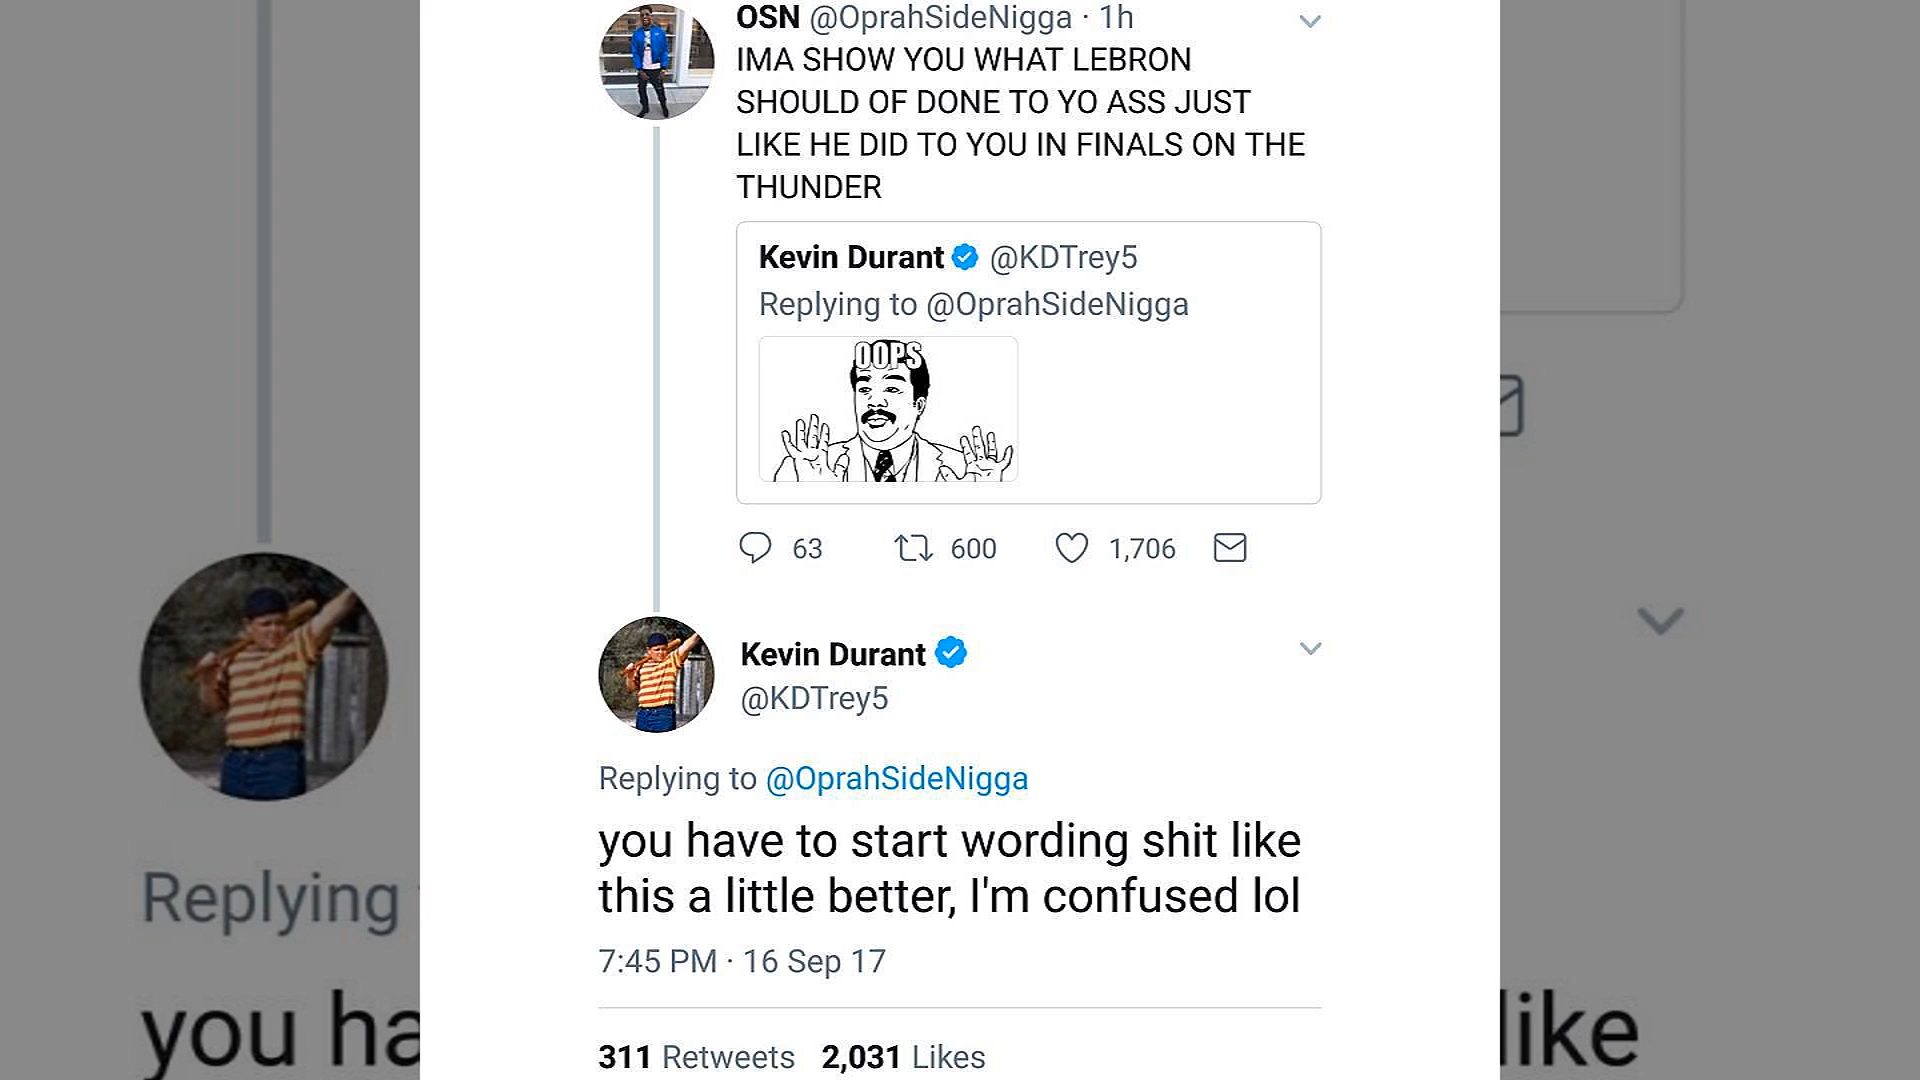 OSN @OprahSideNigga · 1h
IMA SHOW YOU WHAT LEBRON
SHOULD OF DONE TO YO ASS JUST
LIKE HE DID TO YOU IN FINALS ON THE
THUNDER
Kevin Durant @KDTrey5
Replying to @OprahSideNigga
OOPS
63 600 1,706
Kevin Durant
@KDTrey5
Replying to @OprahSideNigga
you have to start wording shit like
this a little better, I'm confused lol
7:45 PM · 16 Sep 17
311 Retweets 2,031 Likes
Replying
you ha
like